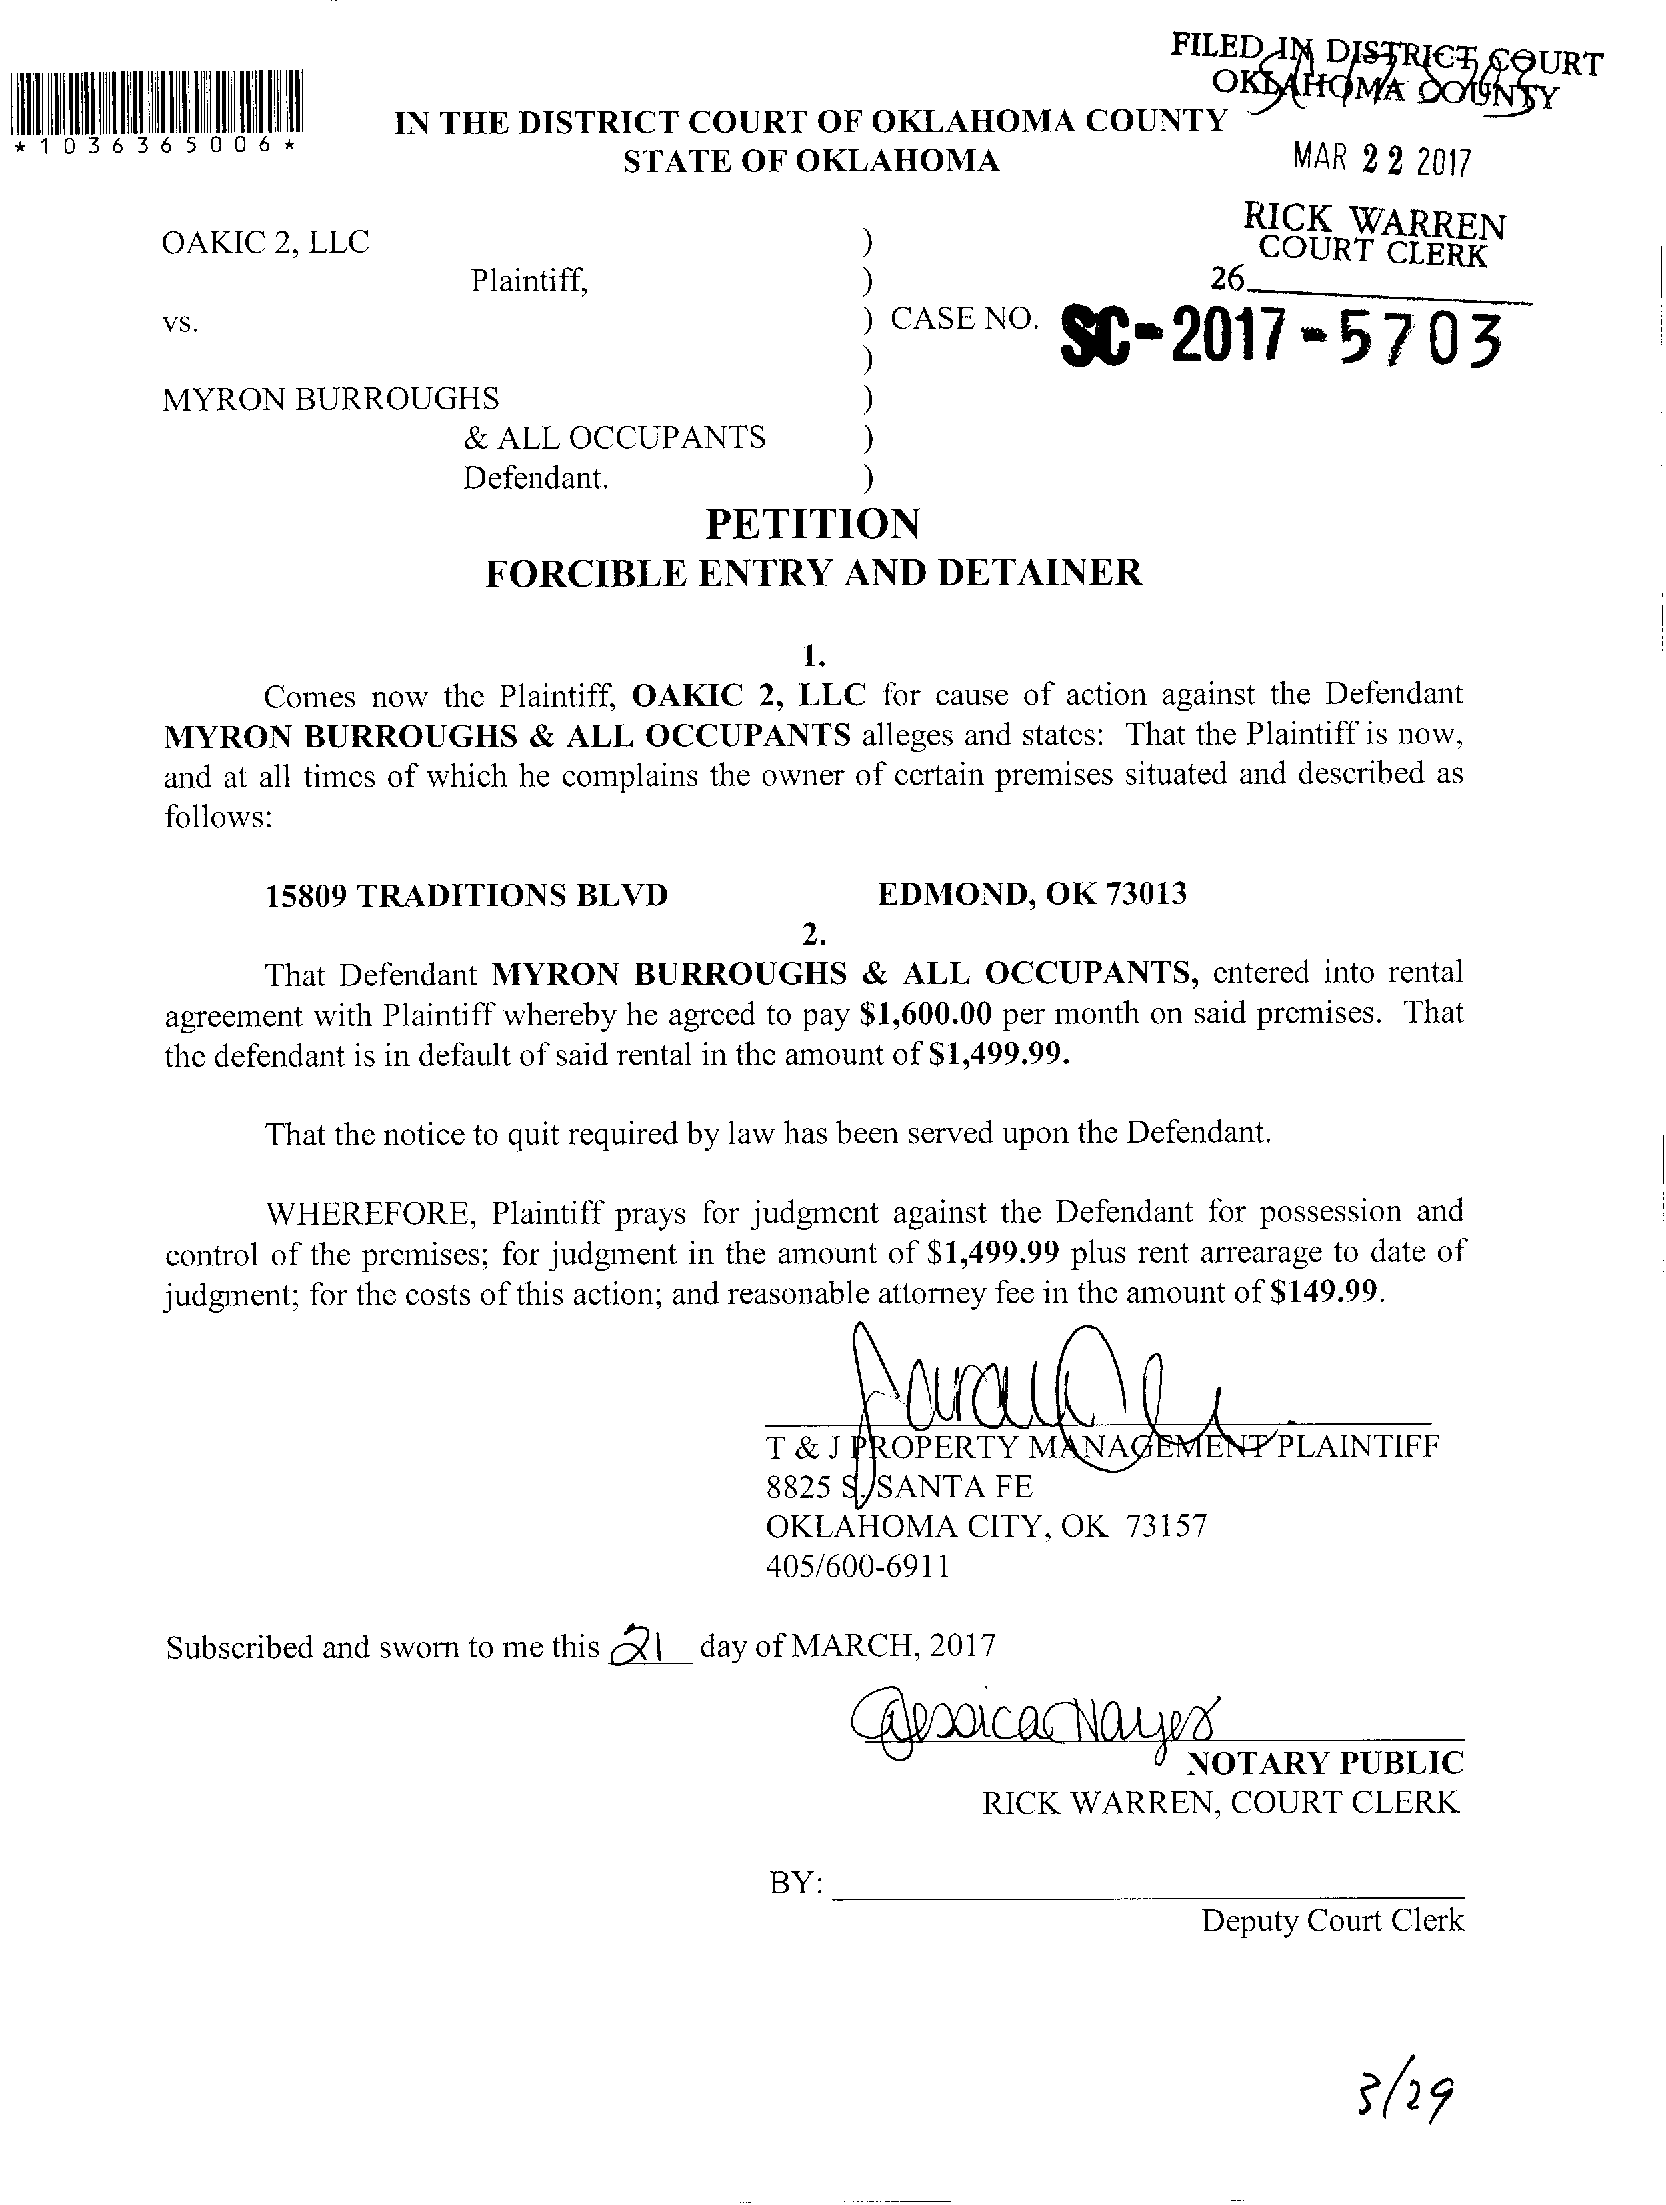 FILED IN DISTRICT COURT
OKLAHOMA COUNTY
*1036365006*
IN THE DISTRICT COURT OF OKLAHOMA COUNTY
STATE OF OKLAHOMA
MAR 22 2017
RICK WARREN
COURT CLERK
26
OAKIC 2, LLC )
Plaintiff, )
vs. ) CASE NO. SC-2017-5703
)
MYRON BURROUGHS )
& ALL OCCUPANTS )
Defendant. )
PETITION
FORCIBLE ENTRY AND DETAINER
1.
Comes now the Plaintiff, OAKIC 2, LLC for cause of action against the Defendant
MYRON BURROUGHS & ALL OCCUPANTS alleges and states: That the Plaintiff is now,
and at all times of which he complains the owner of certain premises situated and described as
follows:
15809 TRADITIONS BLVD EDMOND, OK 73013
2.
That Defendant MYRON BURROUGHS & ALL OCCUPANTS, entered into rental
agreement with Plaintiff whereby he agreed to pay $1,600.00 per month on said premises. That
the defendant is in default of said rental in the amount of $1,499.99.
That the notice to quit required by law has been served upon the Defendant.
WHEREFORE, Plaintiff prays for judgment against the Defendant for possession and
control of the premises; for judgment in the amount of $1,499.99 plus rent arrearage to date of
judgment; for the costs of this action; and reasonable attorney fee in the amount of $149.99.
T & J PROPERTY MANAGEMENT PLAINTIFF
8825 S. SANTA FE
OKLAHOMA CITY, OK 73157
405/600-6911
Subscribed and sworn to me this 21 day of MARCH, 2017
Jessica Hayes
NOTARY PUBLIC
RICK WARREN, COURT CLERK
BY:
Deputy Court Clerk
3/29